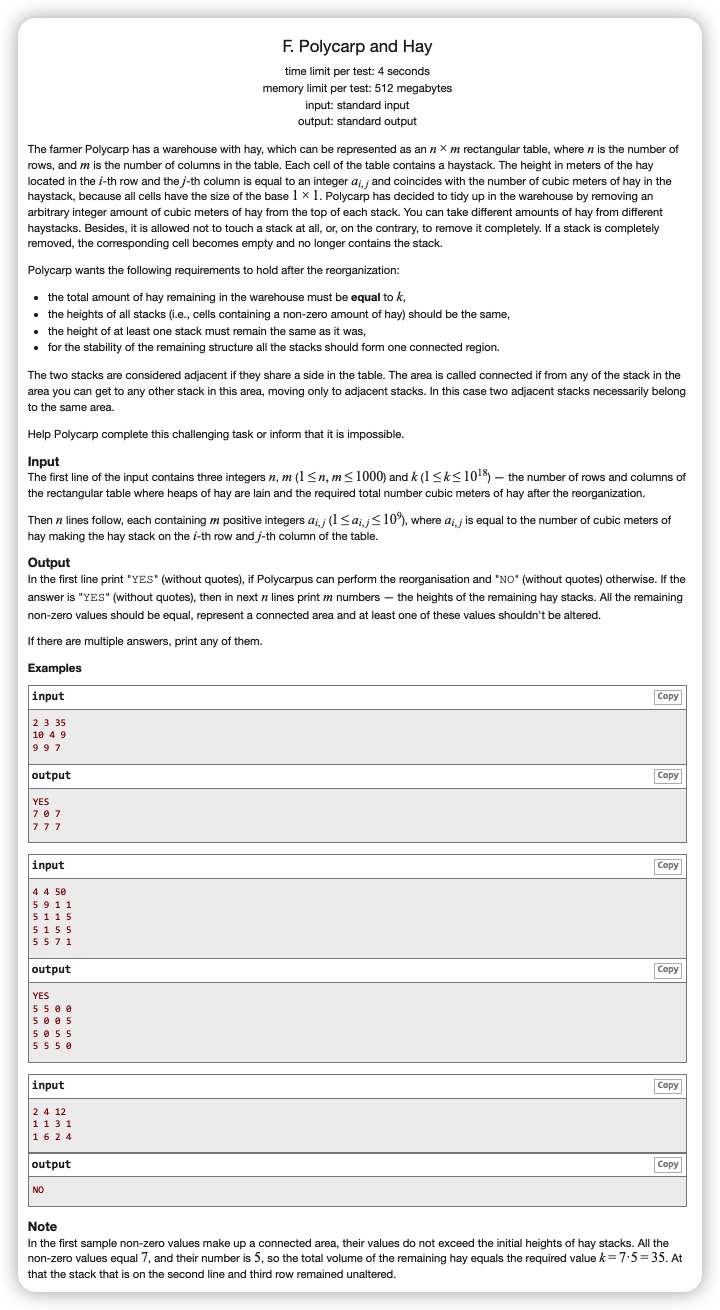 F. Polycarp and Hay
time limit per test: 4 seconds
memory limit per test: 512 megabytes
input: standard input
output: standard output
The farmer Polycarp has a warehouse with hay, which can be represented as an n × m rectangular table, where n is the number of
rows, and m is the number of columns in the table. Each cell of the table contains a haystack. The height in meters of the hay
located in the i-th row and the j-th column is equal to an integer a_{i, j} and coincides with the number of cubic meters of hay in the
haystack, because all cells have the size of the base 1 × 1. Polycarp has decided to tidy up in the warehouse by removing an
arbitrary integer amount of cubic meters of hay from the top of each stack. You can take different amounts of hay from different
haystacks. Besides, it is allowed not to touch a stack at all, or, on the contrary, to remove it completely. If a stack is completely
removed, the corresponding cell becomes empty and no longer contains the stack.
Polycarp wants the following requirements to hold after the reorganization:
• the total amount of hay remaining in the warehouse must be equal to k,
• the heights of all stacks (i.e., cells containing a non-zero amount of hay) should be the same,
• the height of at least one stack must remain the same as it was,
• for the stability of the remaining structure all the stacks should form one connected region.
The two stacks are considered adjacent if they share a side in the table. The area is called connected if from any of the stack in the
area you can get to any other stack in this area, moving only to adjacent stacks. In this case two adjacent stacks necessarily belong
to the same area.
Help Polycarp complete this challenging task or inform that it is impossible.
Input
The first line of the input contains three integers n, m (1 ≤ n, m ≤ 1000) and k (1 ≤ k ≤ 10^18) — the number of rows and columns of
the rectangular table where heaps of hay are lain and the required total number cubic meters of hay after the reorganization.
Then n lines follow, each containing m positive integers a_{i, j} (1 ≤ a_{i, j} ≤ 10^9), where a_{i, j} is equal to the number of cubic meters of
hay making the hay stack on the i-th row and j-th column of the table.
Output
In the first line print "YES" (without quotes), if Polycarpus can perform the reorganisation and "NO" (without quotes) otherwise. If the
answer is "YES" (without quotes), then in next n lines print m numbers — the heights of the remaining hay stacks. All the remaining
non-zero values should be equal, represent a connected area and at least one of these values shouldn't be altered.
If there are multiple answers, print any of them.
Examples
input Copy
2 3 35
10 4 9
9 9 7
output Copy
YES
7 0 7
7 7 7
input Copy
4 4 50
5 9 1 1
5 1 1 5
5 1 5 5
5 5 7 1
output Copy
YES
5 5 0 0
5 0 0 5
5 0 5 5
5 5 5 0
input Copy
2 4 12
1 1 3 1
1 6 2 4
output Copy
NO
Note
In the first sample non-zero values make up a connected area, their values do not exceed the initial heights of hay stacks. All the
non-zero values equal 7, and their number is 5, so the total volume of the remaining hay equals the required value k = 7·5 = 35. At
that the stack that is on the second line and third row remained unaltered.